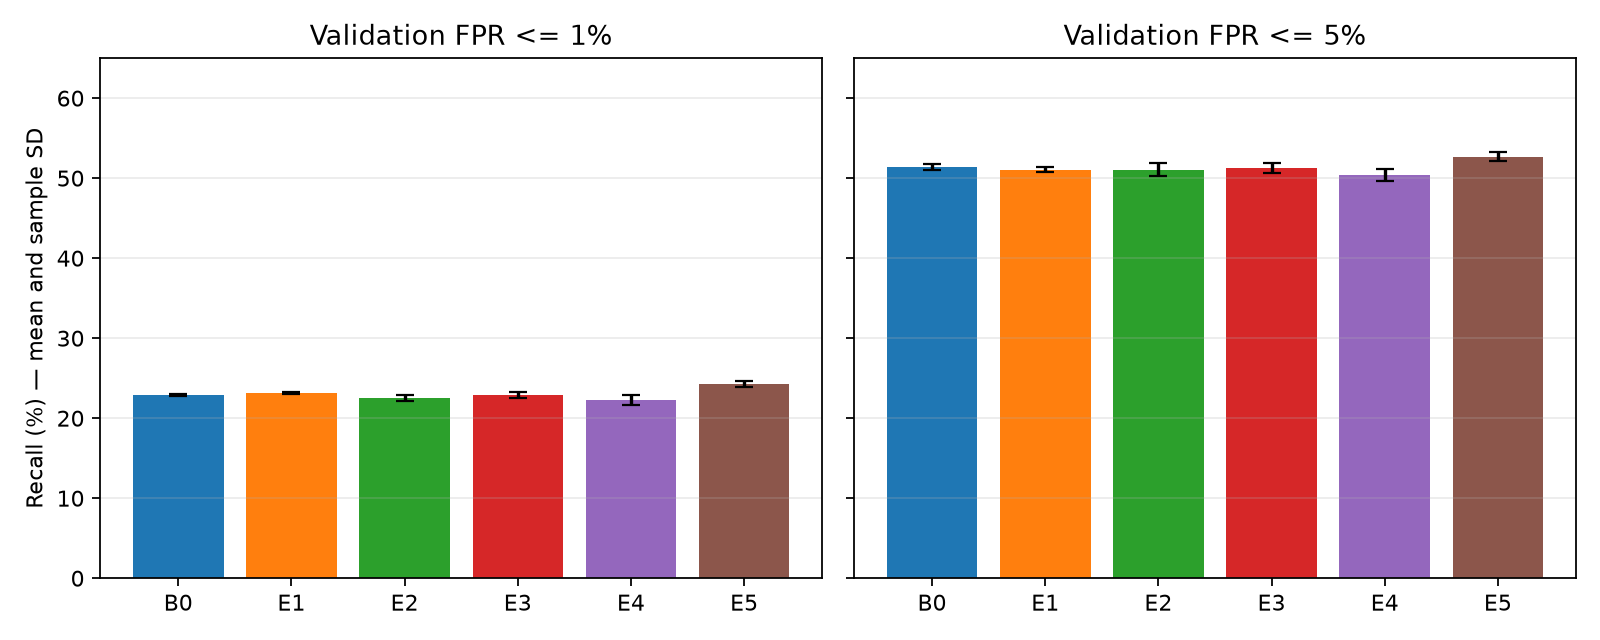 Validation FPR <= 1%
Validation FPR <= 5%
Recall (%) — mean and sample SD
60
50
40
30
20
10
0
B0 E1 E2 E3 E4 E5
B0 E1 E2 E3 E4 E5